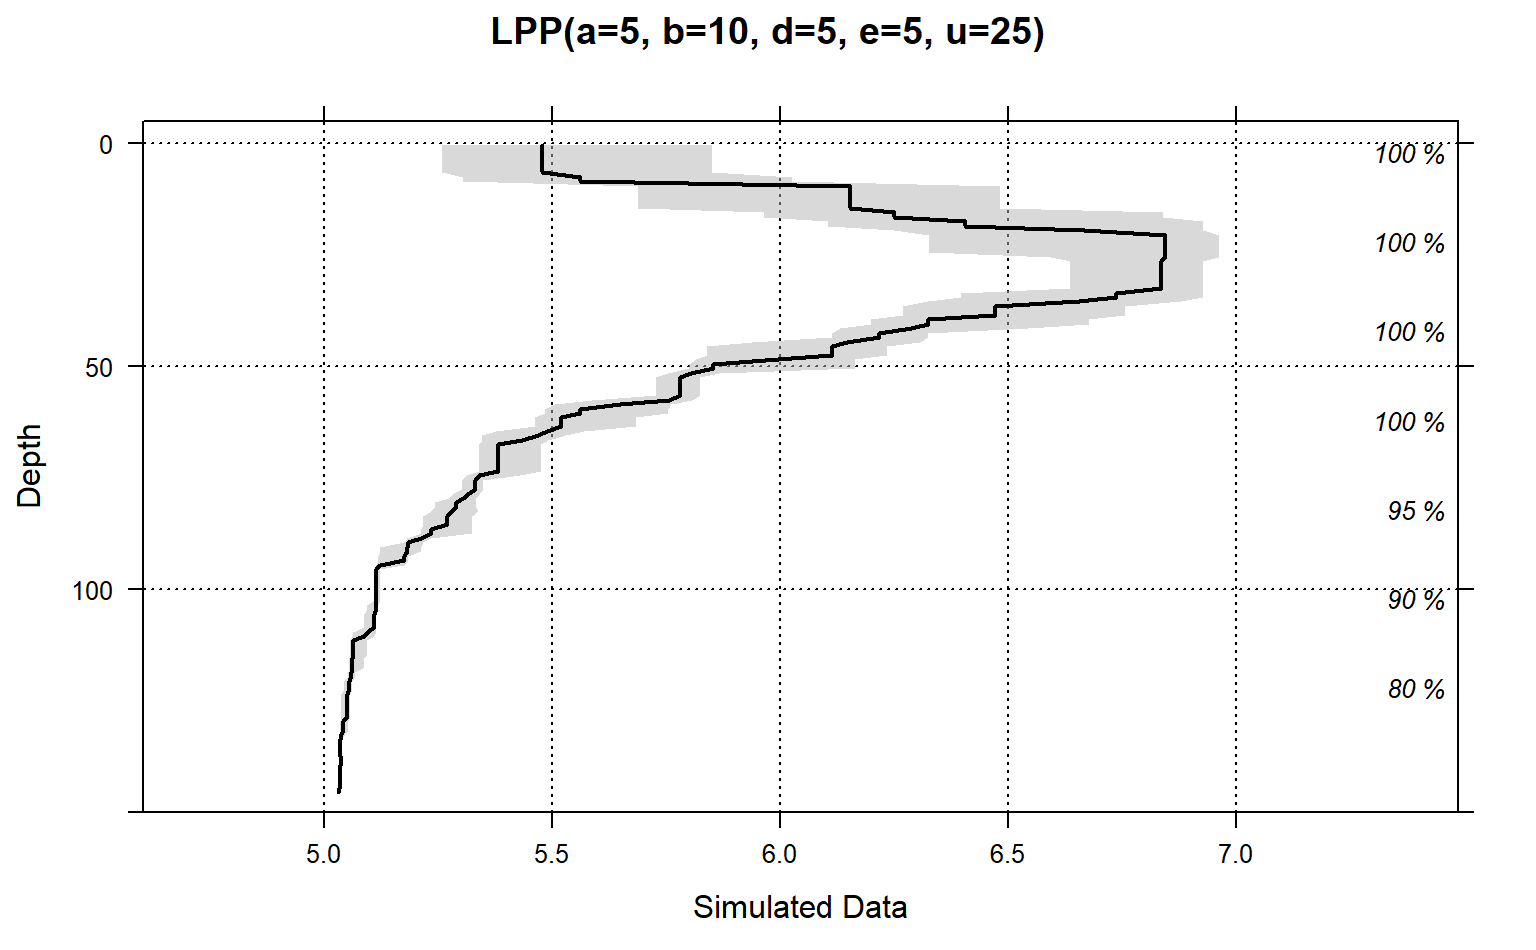 LPP(a=5, b=10, d=5, e=5, u=25)
0
100 %
100 %
100 %
50
100 %
Depth
95 %
100
90 %
80 %
5.0 5.5 6.0 6.5 7.0
Simulated Data